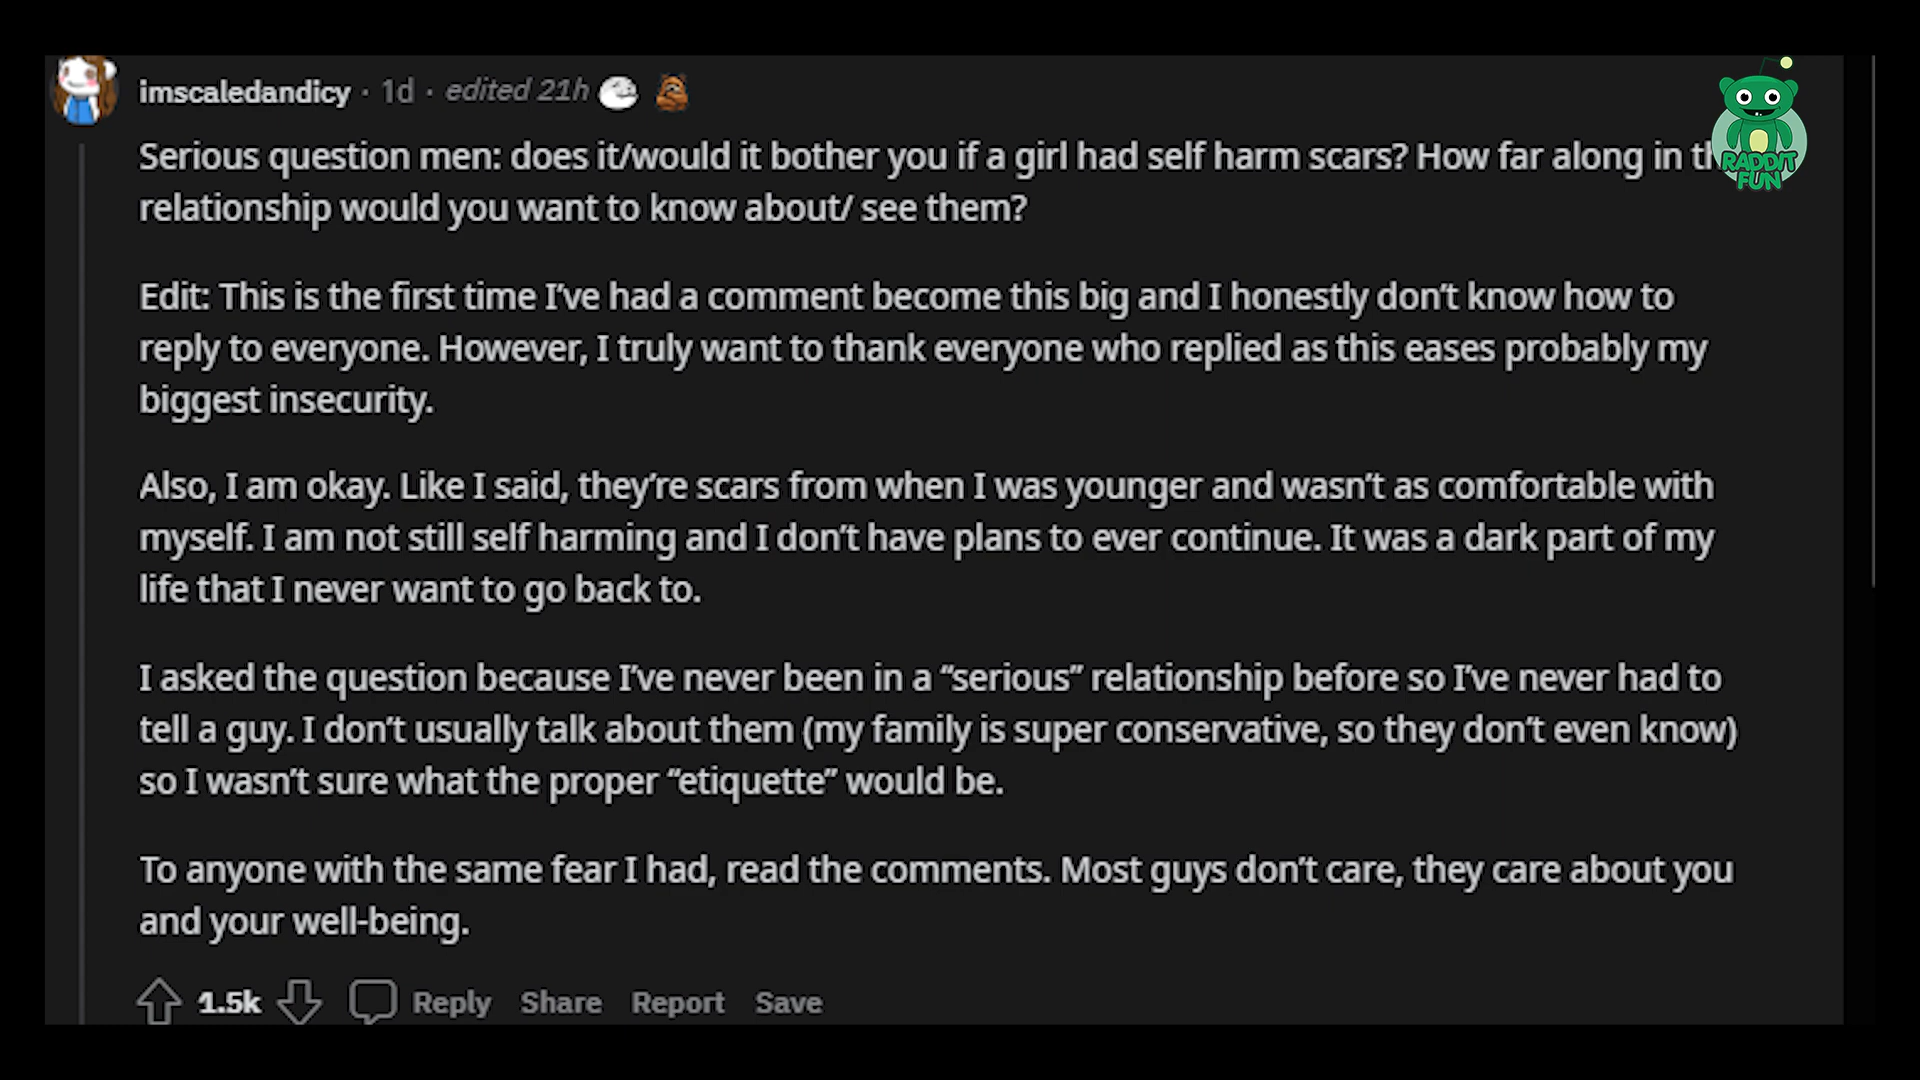 imscaledandicy · 1d · edited 21h
Serious question men: does it/would it bother you if a girl had self harm scars? How far along in
relationship would you want to know about/ see them?
Edit: This is the first time I've had a comment become this big and I honestly don't know how to
reply to everyone. However, I truly want to thank everyone who replied as this eases probably my
biggest insecurity.
Also, I am okay. Like I said, they're scars from when I was younger and wasn't as comfortable with
myself. I am not still self harming and I don't have plans to ever continue. It was a dark part of my
life that I never want to go back to.
I asked the question because I've never been in a “serious” relationship before so I've never had to
tell a guy. I don't usually talk about them (my family is super conservative, so they don't even know)
so I wasn't sure what the proper “etiquette” would be.
To anyone with the same fear I had, read the comments. Most guys don't care, they care about you
and your well-being.
1.5k Reply Share Report Save
RADDIT
FUN